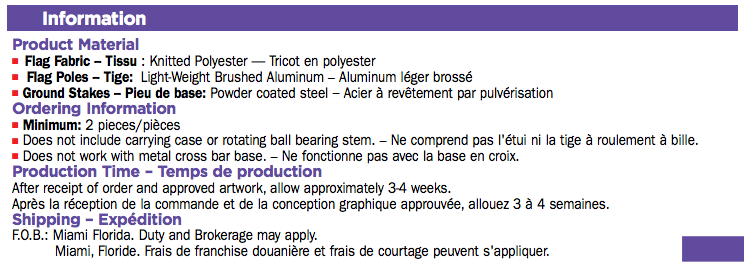 Information
Product Material
Flag Fabric – Tissu : Knitted Polyester — Tricot en polyester
Flag Poles – Tige: Light-Weight Brushed Aluminum – Aluminum léger brossé
Ground Stakes – Pieu de base: Powder coated steel – Acier à revêtement par pulvérisation
Ordering Information
Minimum: 2 pieces/pièces
Does not include carrying case or rotating ball bearing stem. – Ne comprend pas l'étui ni la tige à roulement à bille.
Does not work with metal cross bar base. – Ne fonctionne pas avec la base en croix.
Production Time – Temps de production
After receipt of order and approved artwork, allow approximately 3-4 weeks.
Après la réception de la commande et de la conception graphique approuvée, allouez 3 à 4 semaines.
Shipping – Expédition
F.O.B.: Miami Florida. Duty and Brokerage may apply.
Miami, Floride. Frais de franchise douanière et frais de courtage peuvent s'appliquer.